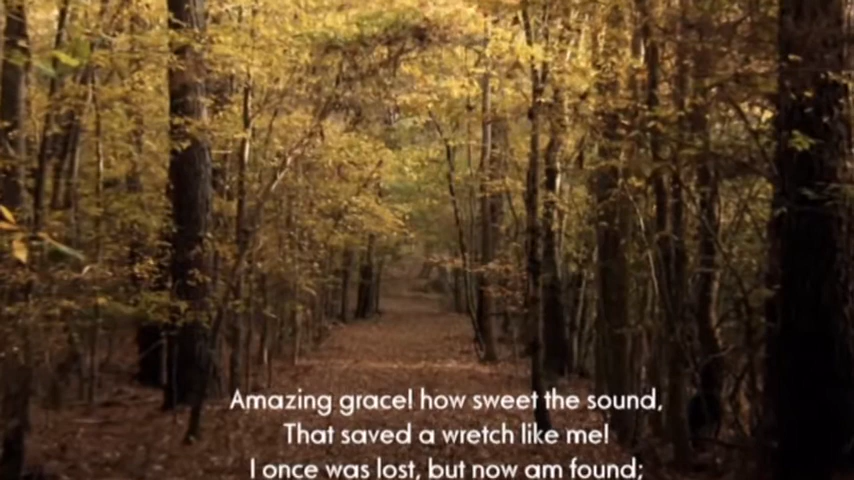 Amazing grace! how sweet the sound,
That saved a wretch like me!
I once was lost, but now am found;